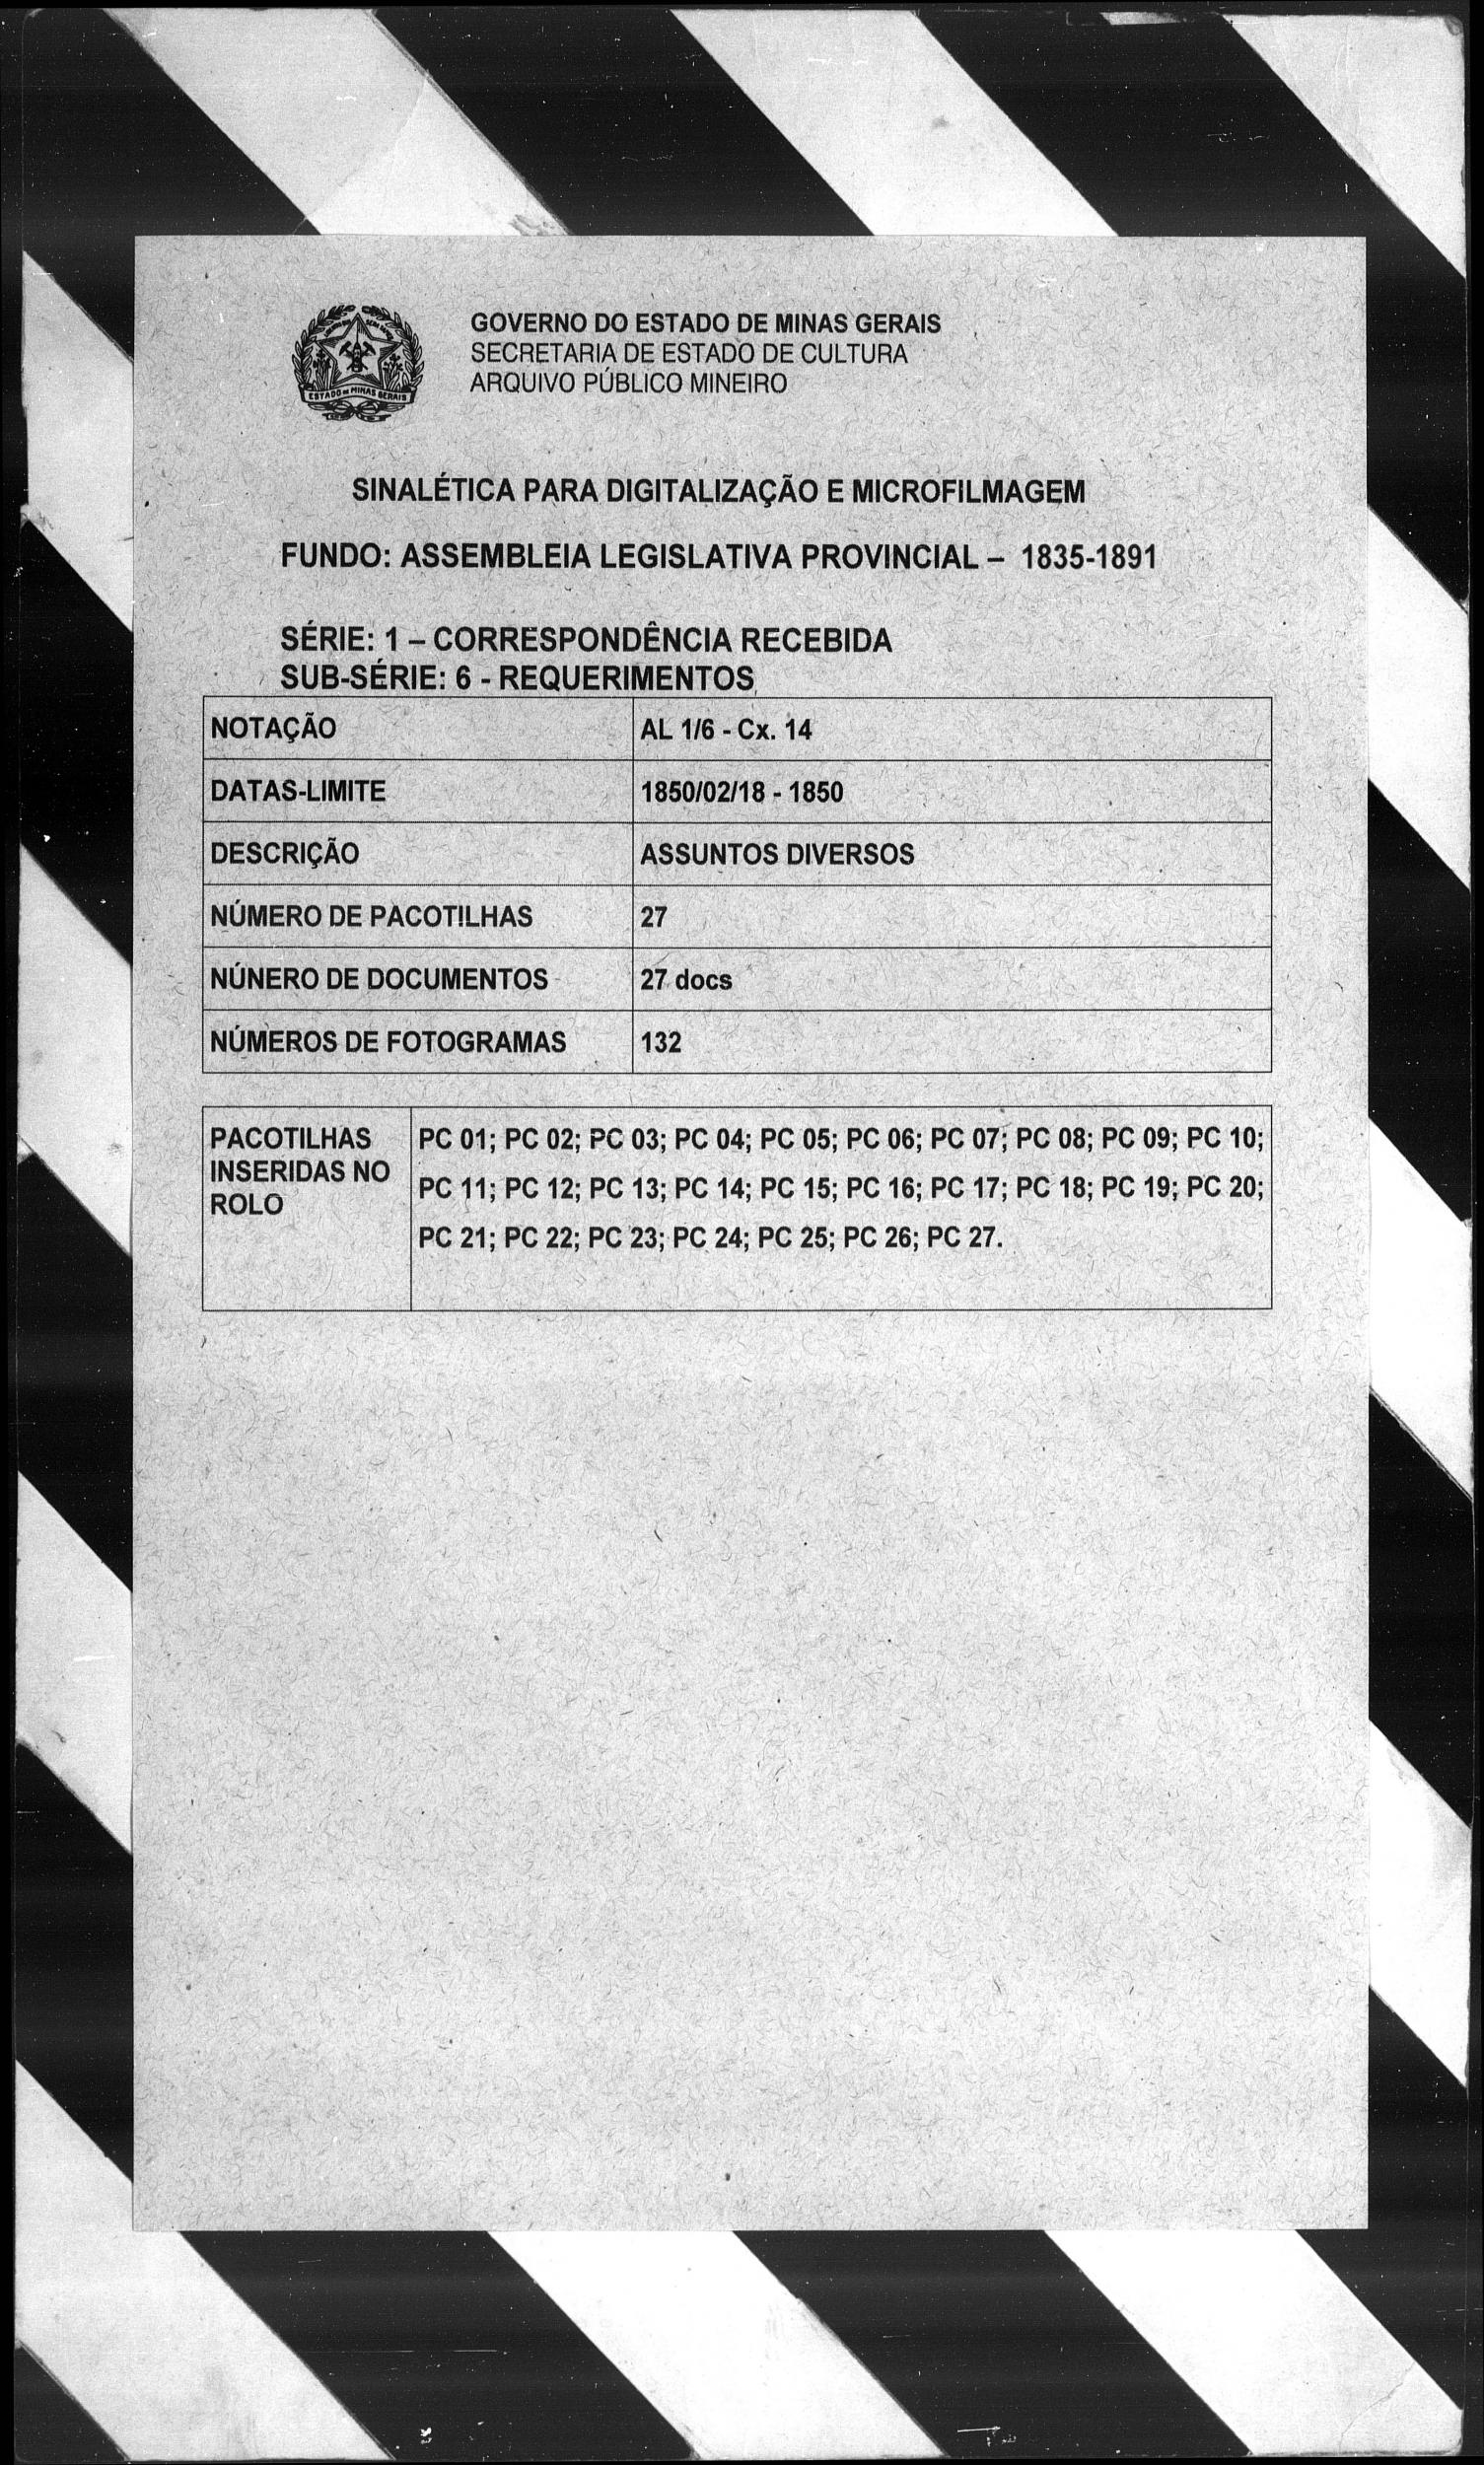 GOVERNO DO ESTADO DE MINAS GERAIS
SECRETARIA DE ESTADO DE CULTURA
ARQUIVO PÚBLICO MINEIRO
ESTADO DE MINAS GERAIS
SINALÉTICA PARA DIGITALIZAÇÃO E MICROFILMAGEM
FUNDO: ASSEMBLEIA LEGISLATIVA PROVINCIAL – 1835-1891
SÉRIE: 1 – CORRESPONDÊNCIA RECEBIDA
SUB-SÉRIE: 6 - REQUERIMENTOS
NOTAÇÃO AL 1/6 - Cx. 14
DATAS-LIMITE 1850/02/18 - 1850
DESCRIÇÃO ASSUNTOS DIVERSOS
NÚMERO DE PACOTILHAS 27
NÚNERO DE DOCUMENTOS 27 docs
NÚMEROS DE FOTOGRAMAS 132
PACOTILHAS INSERIDAS NO ROLO
PC 01; PC 02; PC 03; PC 04; PC 05; PC 06; PC 07; PC 08; PC 09; PC 10;
PC 11; PC 12; PC 13; PC 14; PC 15; PC 16; PC 17; PC 18; PC 19; PC 20;
PC 21; PC 22; PC 23; PC 24; PC 25; PC 26; PC 27.